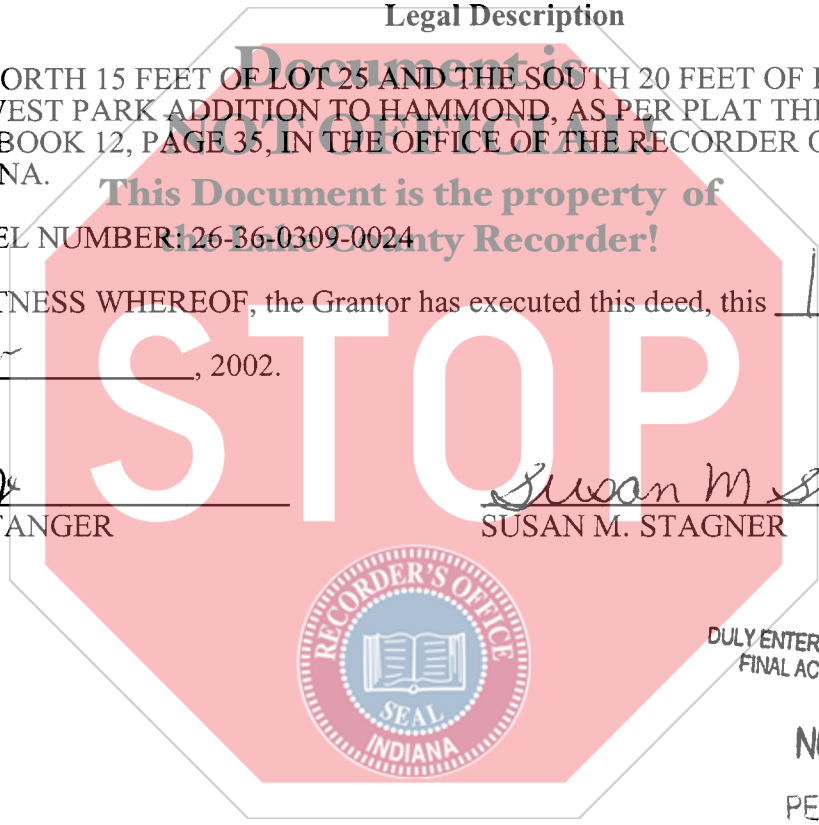 Legal Description
Document is
ORTH 15 FEET OF LOT 25 AND THE SOUTH 20 FEET OF
WEST PARK ADDITION TO HAMMOND, AS PER PLAT THE
NOT OFFICIAL!
BOOK 12, PAGE 35, IN THE OFFICE OF THE RECORDER
NA.
This Document is the property of
EL NUMBER: 26-36-0309-0024
the Lake County Recorder!
TNESS WHEREOF, the Grantor has executed this deed, this
, 2002.
STOP
Susan M S
TANGER
SUSAN M. STAGNER
RECORDER'S OFFICE
SEAL
INDIANA
DULY ENTER
FINAL AC
PE